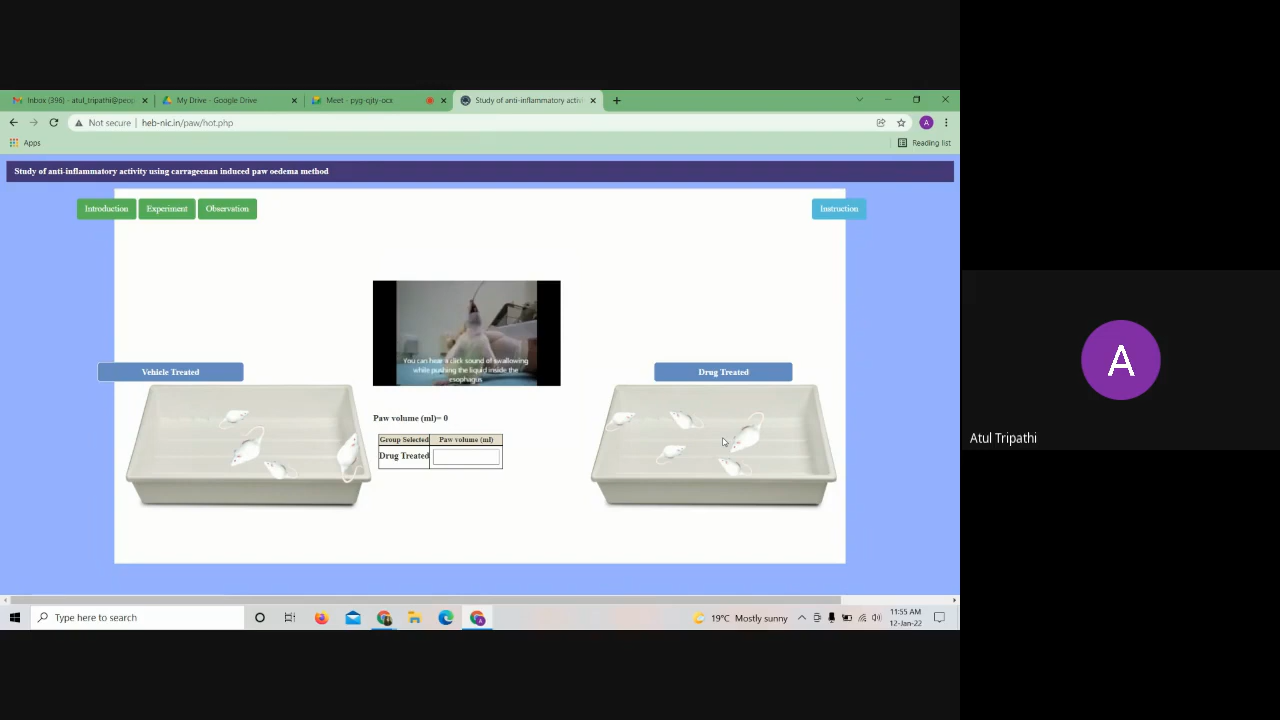 Inbox (396) - atul_tripathi@peop
My Drive - Google Drive
Meet - pyg-qjty-ocx
Study of anti-inflammatory activi
Not secure | heb-nic.in/paw/hot.php
Apps
Reading list
Study of anti-inflammatory activity using carrageenan induced paw oedema method
Introduction
Experiment
Observation
Instruction
You can hear a click sound of swallowing
while pushing the liquid inside the
esophagus
Vehicle Treated
Drug Treated
Paw volume (ml)= 0
Group Selected
Paw volume (ml)
Drug Treated
A
Atul Tripathi
Type here to search
19°C Mostly sunny
11:55 AM
12-Jan-22